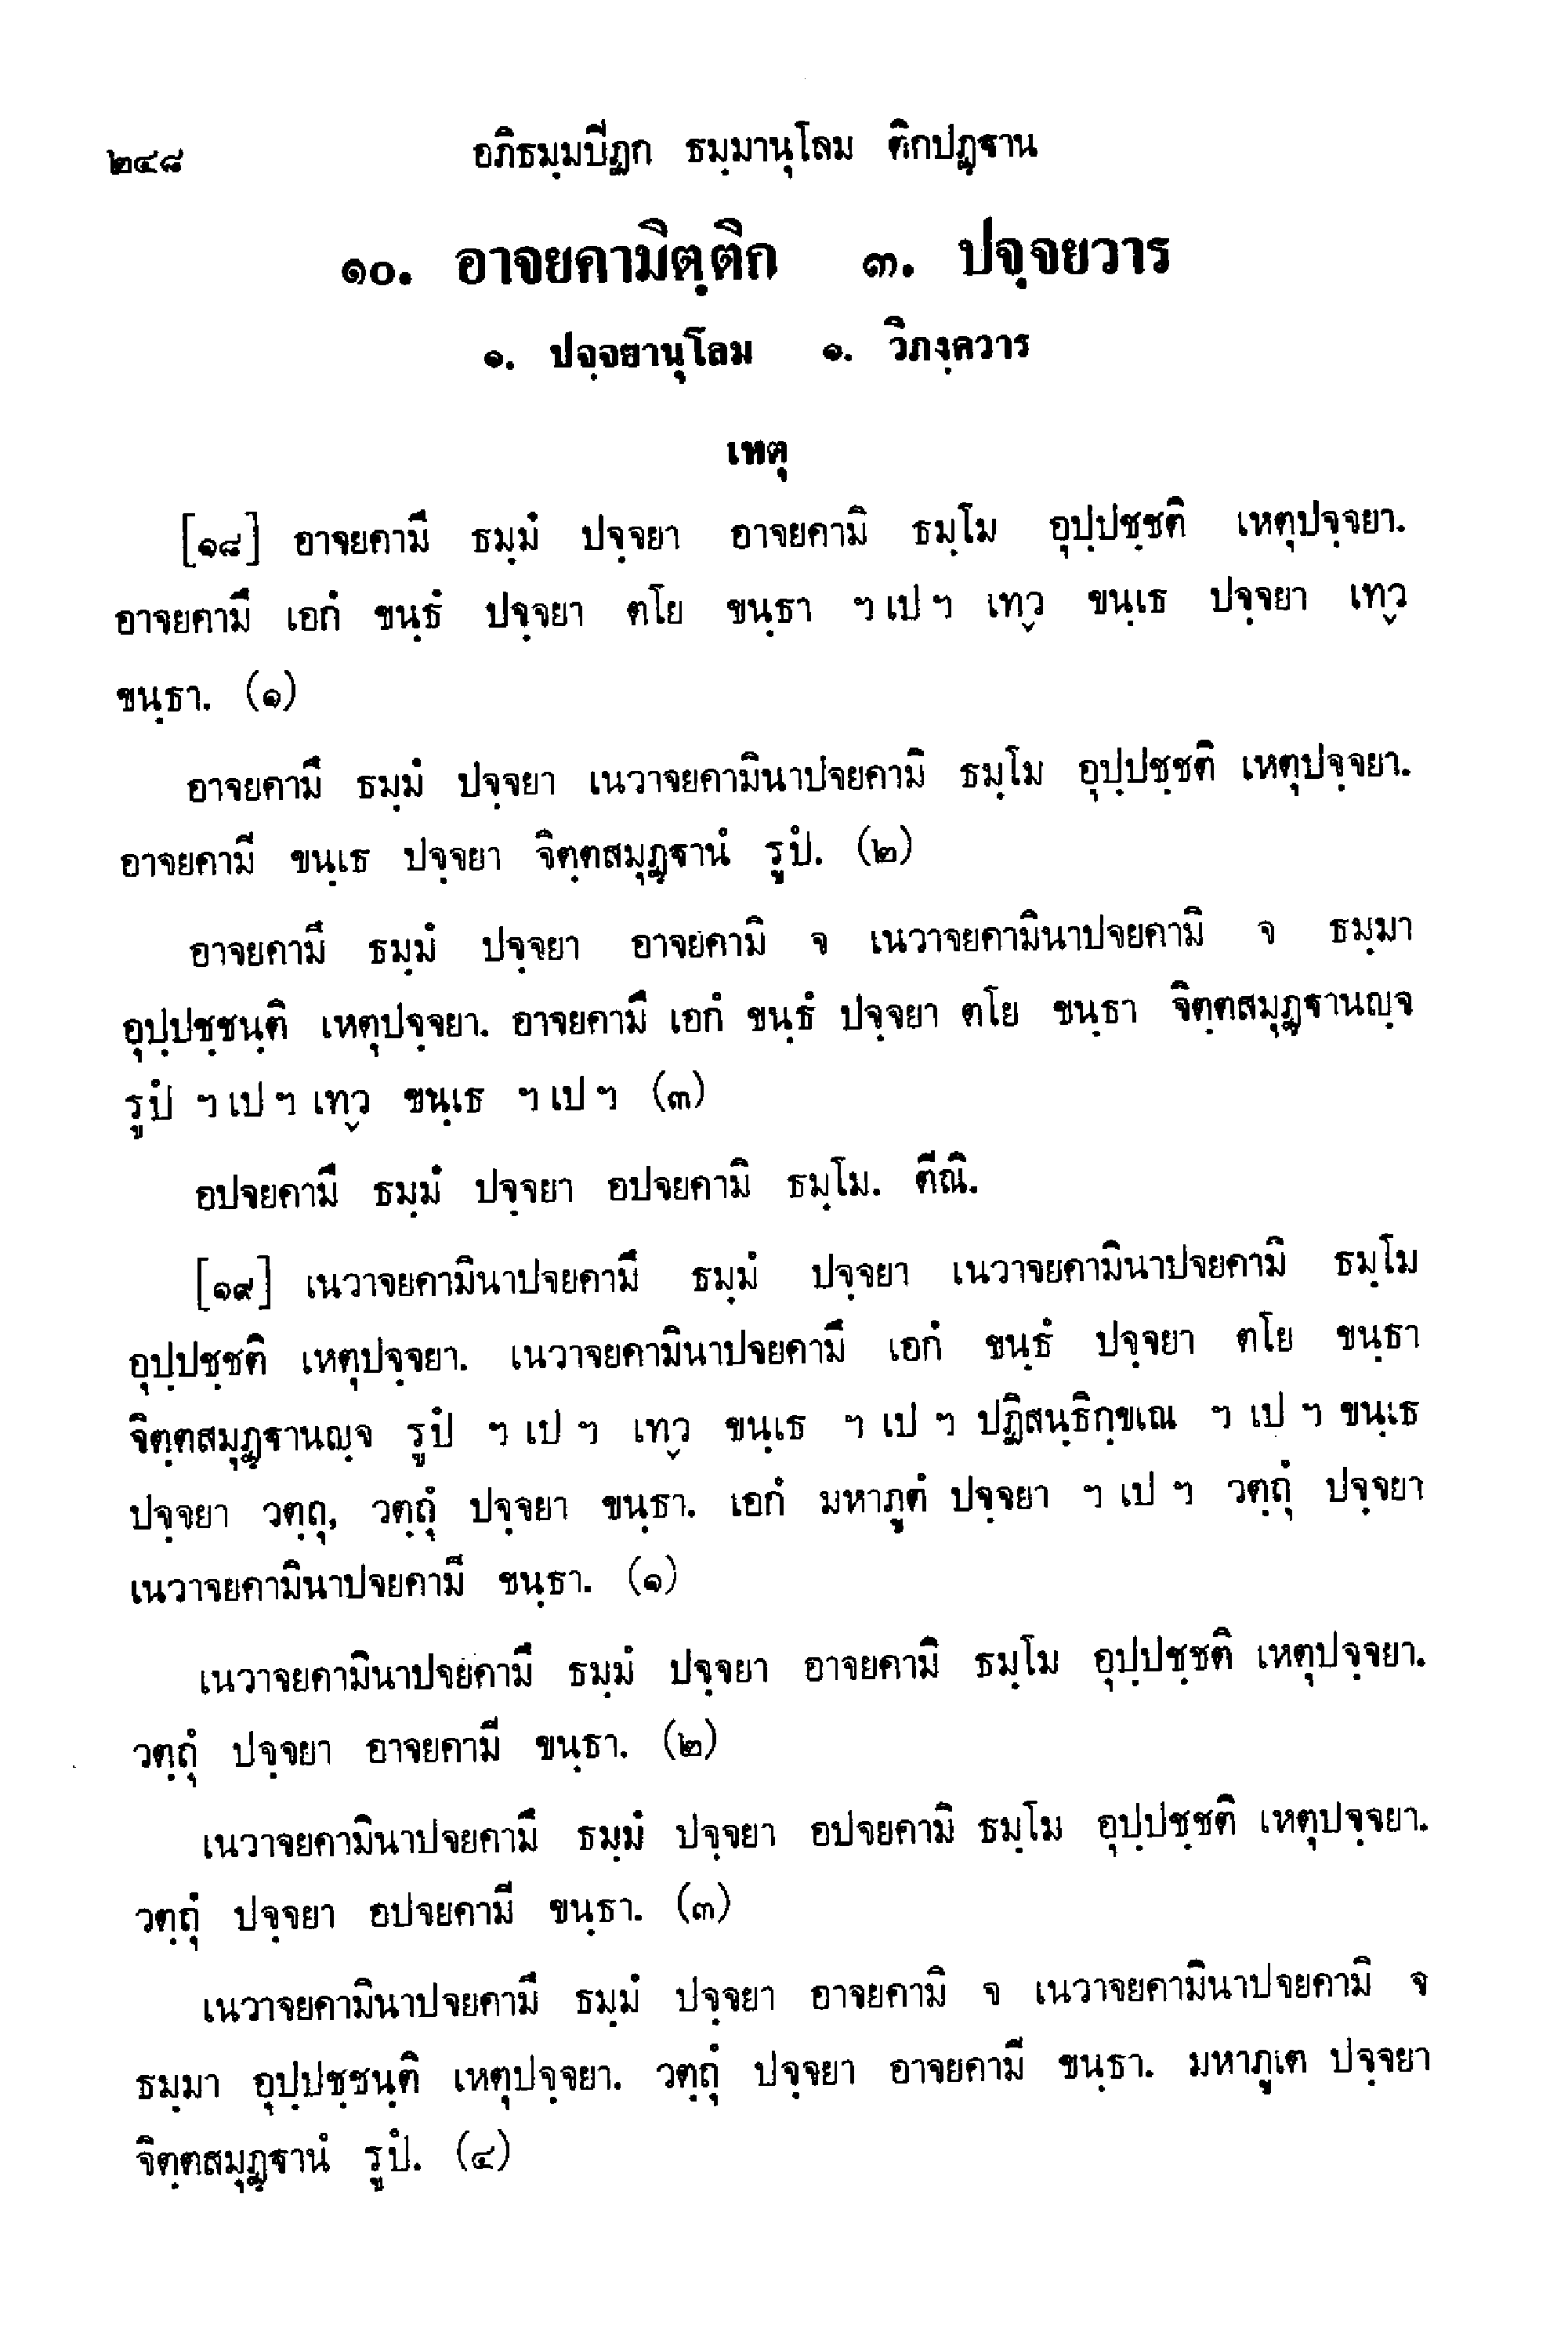 ๒๔๘ อภิธมฺมปิฏก ธมฺมานุโลม ติกปฏฺฐาน
๑๐. อาจยคามิตฺติก ๓. ปจฺจยวาร
๑. ปจฺจยานุโลม ๑. วิภงฺควาร
เหตุ
[๑๘] อาจยคามึ ธมฺมํ ปจฺจยา อาจยคามิ ธมฺโม อุปฺปชฺชติ เหตุปจฺจยา.
อาจยคามึ เอกํ ขนฺธํ ปจฺจยา ตโย ขนฺธา ฯ เป ฯ เทฺว ขนฺเธ ปจฺจยา เทฺว
ขนฺธา. (๑)
อาจยคามึ ธมฺมํ ปจฺจยา เนวาจยคามินาปจยคามิ ธมฺโม อุปฺปชฺชติ เหตุปจฺจยา.
อาจยคามี ขนฺเธ ปจฺจยา จิตฺตสมุฏฺฐานํ รูปํ. (๒)
อาจยคามึ ธมฺมํ ปจฺจยา อาจยคามิ จ เนวาจยคามินาปจยคามิ จ ธมฺมา
อุปฺปชฺชนฺติ เหตุปจฺจยา. อาจยคามึ เอกํ ขนฺธํ ปจฺจยา ตโย ขนฺธา จิตฺตสมุฏฺฐานญฺจ
รูปํ ฯ เป ฯ เทฺว ขนฺเธ ฯ เป ฯ (๓)
อปจยคามึ ธมฺมํ ปจฺจยา อปจยคามิ ธมฺโม. ตีณิ.
[๑๙] เนวาจยคามินาปจยคามึ ธมฺมํ ปจฺจยา เนวาจยคามินาปจยคามิ ธมฺโม
อุปฺปชฺชติ เหตุปจฺจยา. เนวาจยคามินาปจยคามึ เอกํ ขนฺธํ ปจฺจยา ตโย ขนฺธา
จิตฺตสมุฏฺฐานญฺจ รูปํ ฯ เป ฯ เทฺว ขนฺเธ ฯ เป ฯ ปฏิสนฺธิกฺขเณ ฯ เป ฯ ขนฺเธ
ปจฺจยา วตฺถุ, วตฺถุํ ปจฺจยา ขนฺธา. เอกํ มหาภูตํ ปจฺจยา ฯ เป ฯ วตฺถุํ ปจฺจยา
เนวาจยคามินาปจยคามี ขนฺธา. (๑)
เนวาจยคามินาปจยคามึ ธมฺมํ ปจฺจยา อาจยคามิ ธมฺโม อุปฺปชฺชติ เหตุปจฺจยา.
วตฺถุํ ปจฺจยา อาจยคามี ขนฺธา. (๒)
เนวาจยคามินาปจยคามึ ธมฺมํ ปจฺจยา อปจยคามิ ธมฺโม อุปฺปชฺชติ เหตุปจฺจยา.
วตฺถุํ ปจฺจยา อปจยคามี ขนฺธา. (๓)
เนวาจยคามินาปจยคามึ ธมฺมํ ปจฺจยา อาจยคามิ จ เนวาจยคามินาปจยคามิ จ
ธมฺมา อุปฺปชฺชนฺติ เหตุปจฺจยา. วตฺถุํ ปจฺจยา อาจยคามี ขนฺธา. มหาภูเต ปจฺจยา
จิตฺตสมุฏฺฐานํ รูปํ. (๔)